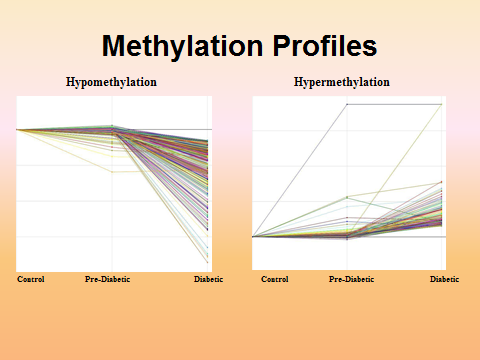 Methylation Profiles
Hypomethylation
Hypermethylation
Control Pre-Diabetic Diabetic
Control Pre-Diabetic Diabetic